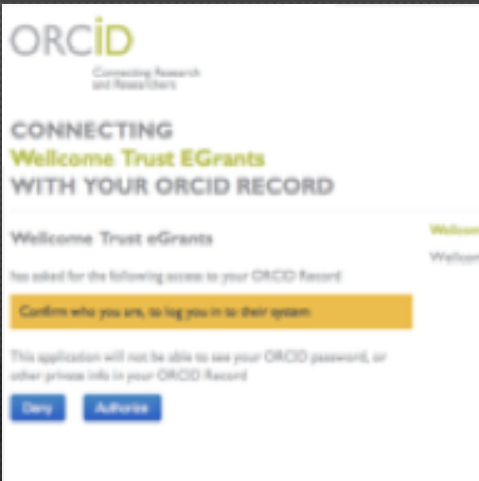 ORCiD
Connecting Research
and Researchers
CONNECTING
Wellcome Trust EGrants
WITH YOUR ORCID RECORD
Wellcome Trust eGrants
has asked for the following access to your ORCID Record
Confirm who you are, to log you in to their system
This application will not be able to see your ORCID password, or
other private info in your ORCID Record
Deny Authorize